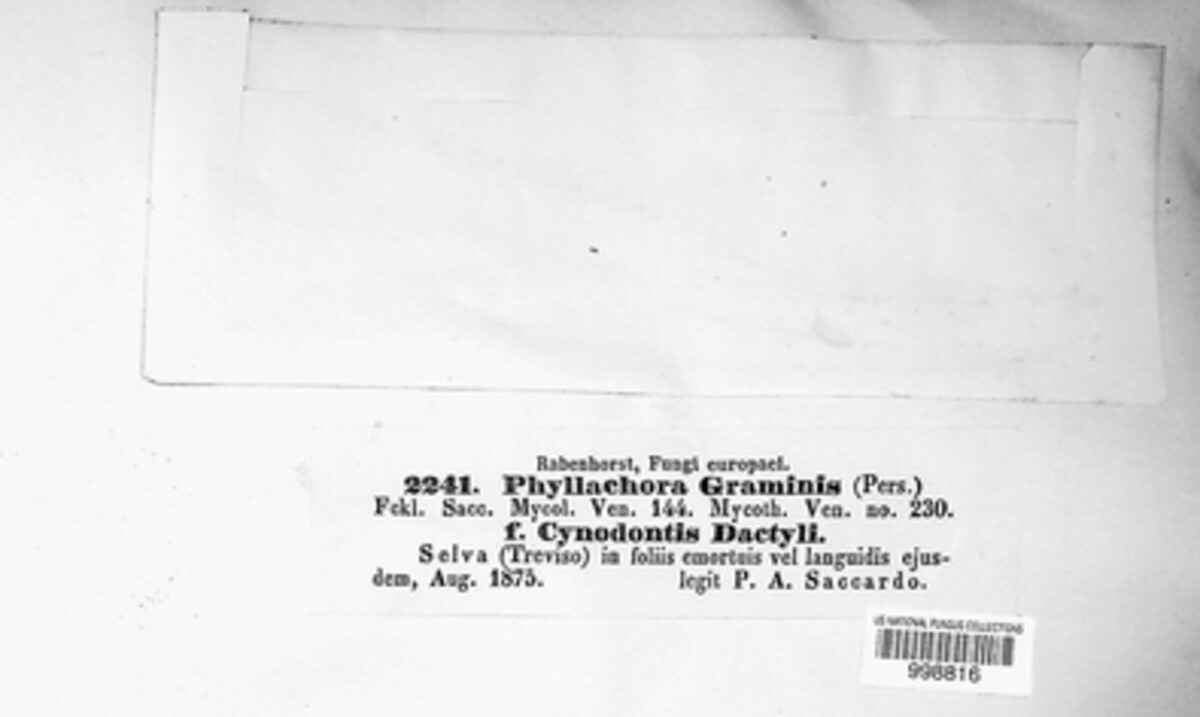 Rabenhorst, Fungi europaei.
2241. Phyllachora Graminis (Pers.)
Fckl. Sacc. Mycol. Ven. 144. Mycoth. Ven. no. 230.
f. Cynodontis Dactyli.
Selva (Treviso) in foliis emortuis vel languidis ejus-
dem, Aug. 1875. legit P. A. Saccardo.
US NATIONAL FUNGUS COLLECTIONS
998816